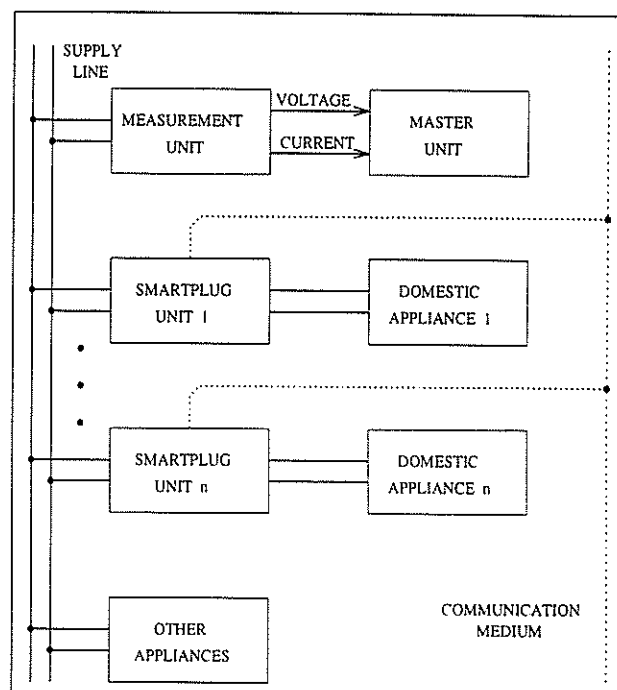 SUPPLY
LINE
MEASUREMENT
UNIT
VOLTAGE
CURRENT
MASTER
UNIT
SMARTPLUG
UNIT 1
DOMESTIC
APPLIANCE 1
SMARTPLUG
UNIT n
DOMESTIC
APPLIANCE n
OTHER
APPLIANCES
COMMUNICATION
MEDIUM